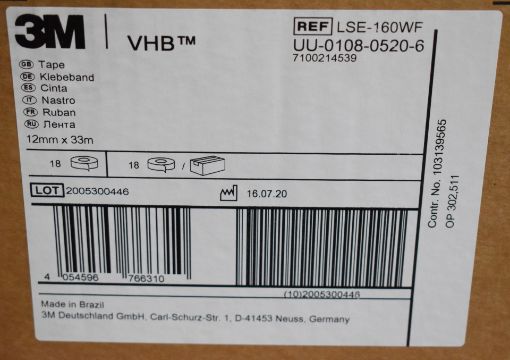 3M VHB™
REF LSE-160WF
UU-0108-0520-6
7100214539
GB Tape
DE Klebeband
ES Cinta
IT Nastro
FR Ruban
RU Лента
12mm x 33m
18 18 /
LOT 2005300446 16.07.20
4 054596 766310
(10)2005300446
Made in Brazil
3M Deutschland GmbH, Carl-Schurz-Str. 1, D-41453 Neuss, Germany
Contr. No. 103139565
OP 302,511